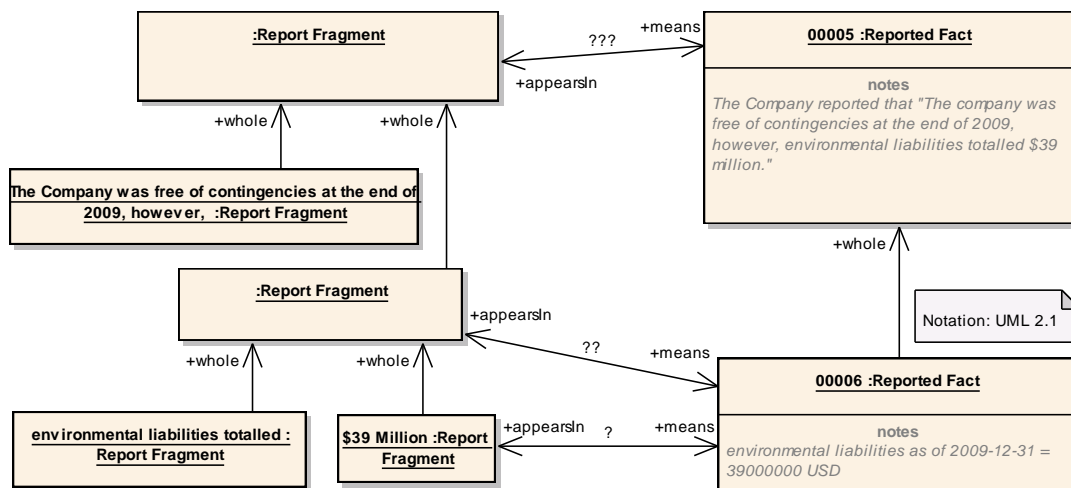 :Report Fragment
+means
???
+appearsIn
00005 :Reported Fact
notes
The Company reported that "The company was
free of contingencies at the end of 2009,
however, environmental liabilities totalled $39
million."
+whole
+whole
The Company was free of contingencies at the end of
2009, however, :Report Fragment
+whole
:Report Fragment
+appearsIn
Notation: UML 2.1
+whole
+whole
??
+means
00006 :Reported Fact
notes
environmental liabilities as of 2009-12-31 =
39000000 USD
environmental liabilities totalled :
Report Fragment
$39 Million :Report
Fragment
+appearsIn
?
+means